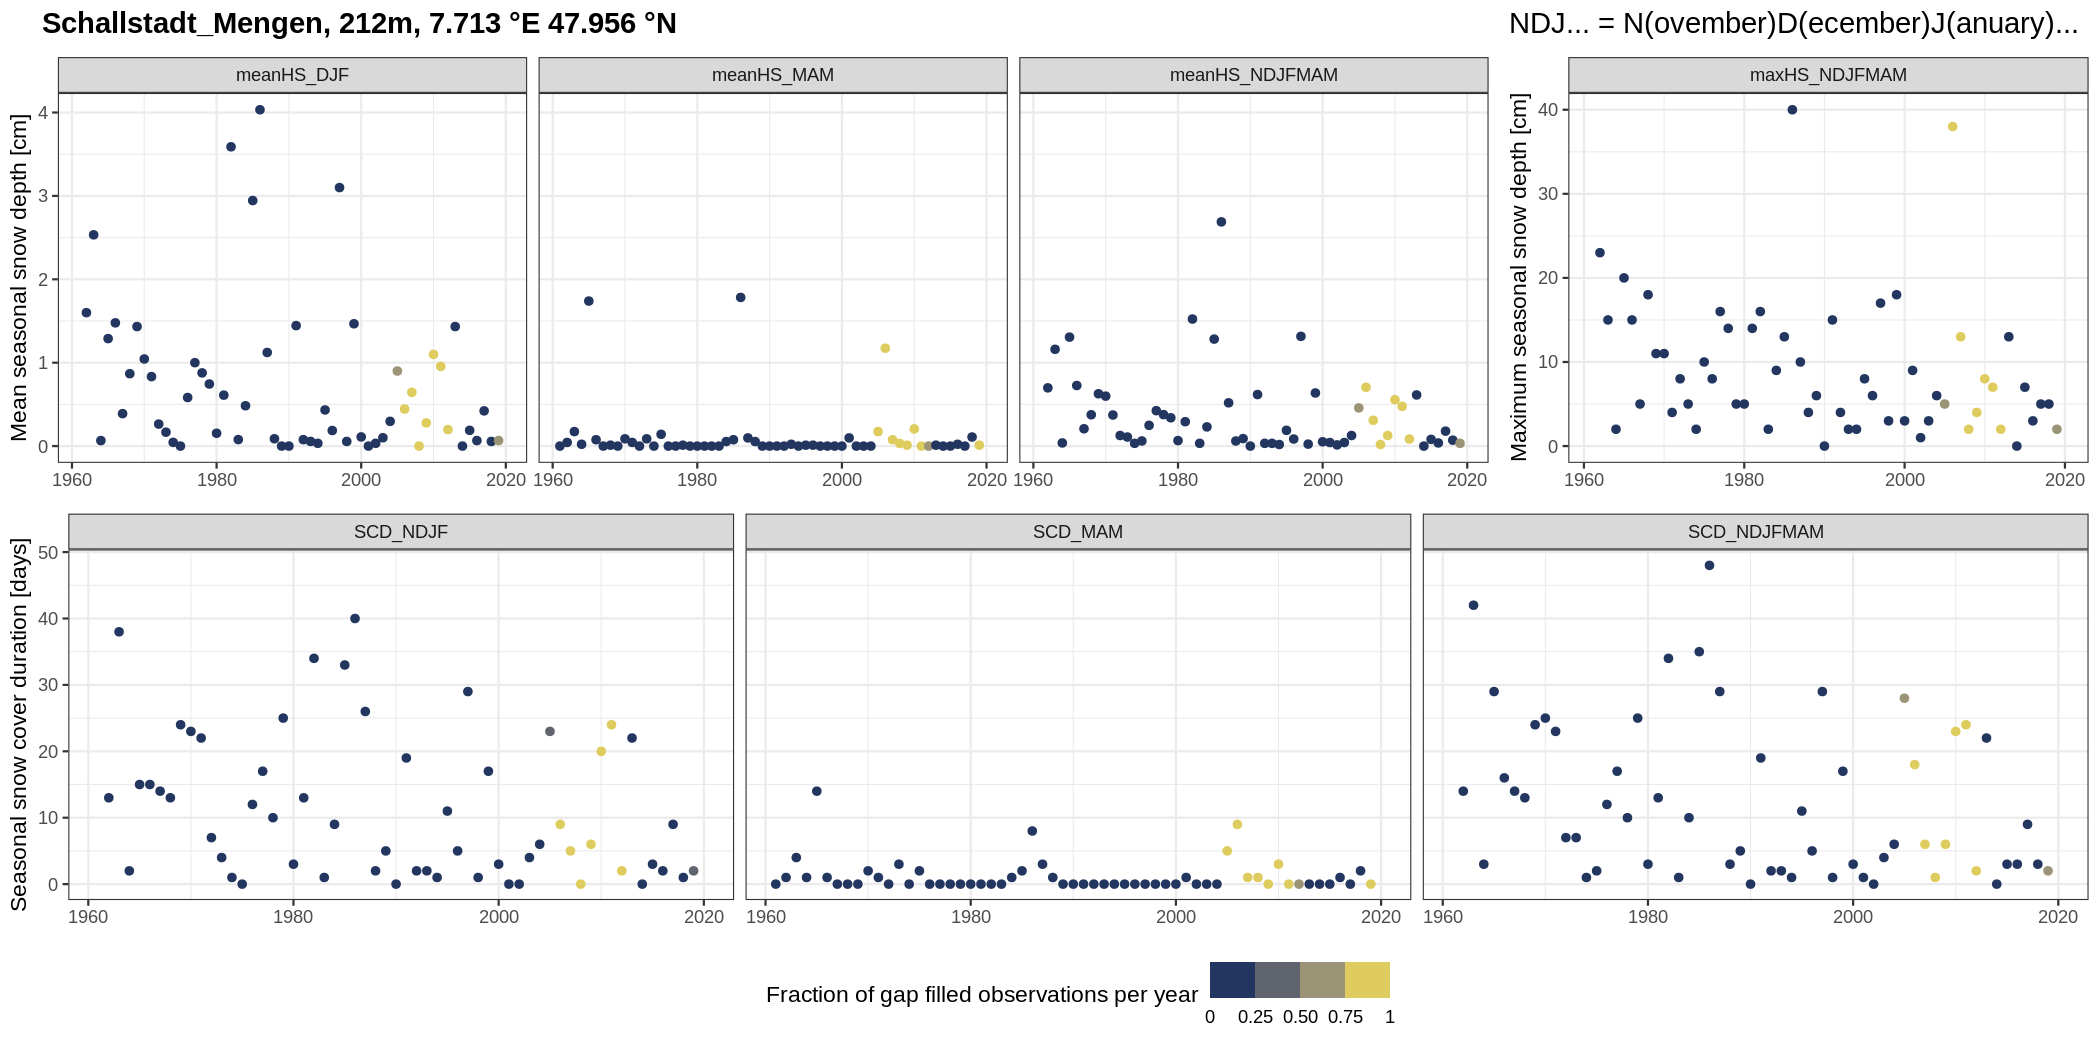 Schallstadt_Mengen, 212m, 7.713 °E 47.956 °N
NDJ... = N(ovember)D(ecember)J(anuary)...
meanHS_DJF
meanHS_MAM
meanHS_NDJFMAM
maxHS_NDJFMAM
Mean seasonal snow depth [cm]
4
3
2
1
0
1960 1980 2000 2020
1960 1980 2000 2020
1960 1980 2000 2020
Maximum seasonal snow depth [cm]
40
30
20
10
0
1960 1980 2000 2020
SCD_NDJF
SCD_MAM
SCD_NDJFMAM
Seasonal snow cover duration [days]
50
40
30
20
10
0
1960 1980 2000 2020
1960 1980 2000 2020
1960 1980 2000 2020
Fraction of gap filled observations per year
0 0.25 0.50 0.75 1